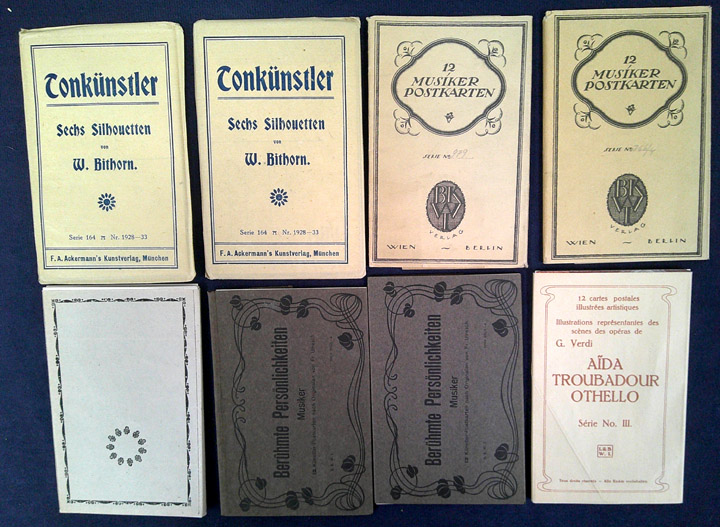 Tonkünstler
Sechs Silhouetten
von
W. Bithorn.
Serie 164 Nr. 1928—33
F. A. Ackermann's Kunstverlag, München
Tonkünstler
Sechs Silhouetten
von
W. Bithorn.
Serie 164 Nr. 1928—33
F. A. Ackermann's Kunstverlag, München
12
MUSIKER
POSTKARTEN
SERIE No
BKWI
VERLAG
WIEN — BERLIN
12
MUSIKER
POSTKARTEN
SERIE No
BKWI
VERLAG
WIEN — BERLIN
Berühmte Persönlichkeiten
Musiker
Berühmte Persönlichkeiten
Musiker
12 cartes postales
illustrées artistiques
Illustrations représentantes des
scènes des opéras de
G. Verdi
AÏDA
TROUBADOUR
OTHELLO
Série No. III.